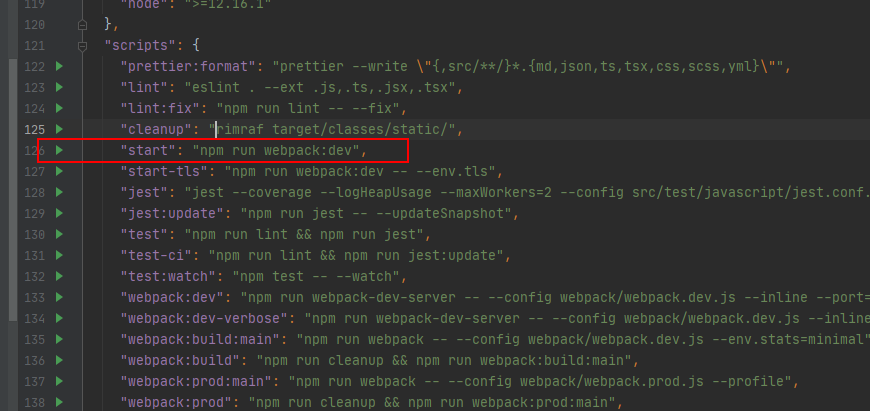 119 "node": ">=12.16.1"
120 },
121 "scripts": {
122 "prettier:format": "prettier --write \"{,src/**/}*.{md,json,ts,tsx,css,scss,yml}\"",
123 "lint": "eslint . --ext .js,.ts,.jsx,.tsx",
124 "lint:fix": "npm run lint -- --fix",
125 "cleanup": "rimraf target/classes/static/",
126 "start": "npm run webpack:dev",
127 "start-tls": "npm run webpack:dev -- --env.tls",
128 "jest": "jest --coverage --logHeapUsage --maxWorkers=2 --config src/test/javascript/jest.conf.
129 "jest:update": "npm run jest -- --updateSnapshot",
130 "test": "npm run lint && npm run jest",
131 "test-ci": "npm run lint && npm run jest:update",
132 "test:watch": "npm test -- --watch",
133 "webpack:dev": "npm run webpack-dev-server -- --config webpack/webpack.dev.js --inline --port=
134 "webpack:dev-verbose": "npm run webpack-dev-server -- --config webpack/webpack.dev.js --inline
135 "webpack:build:main": "npm run webpack -- --config webpack/webpack.dev.js --env.stats=minimal"
136 "webpack:build": "npm run cleanup && npm run webpack:build:main",
137 "webpack:prod:main": "npm run webpack -- --config webpack/webpack.prod.js --profile",
138 "webpack:prod": "npm run cleanup && npm run webpack:prod:main",